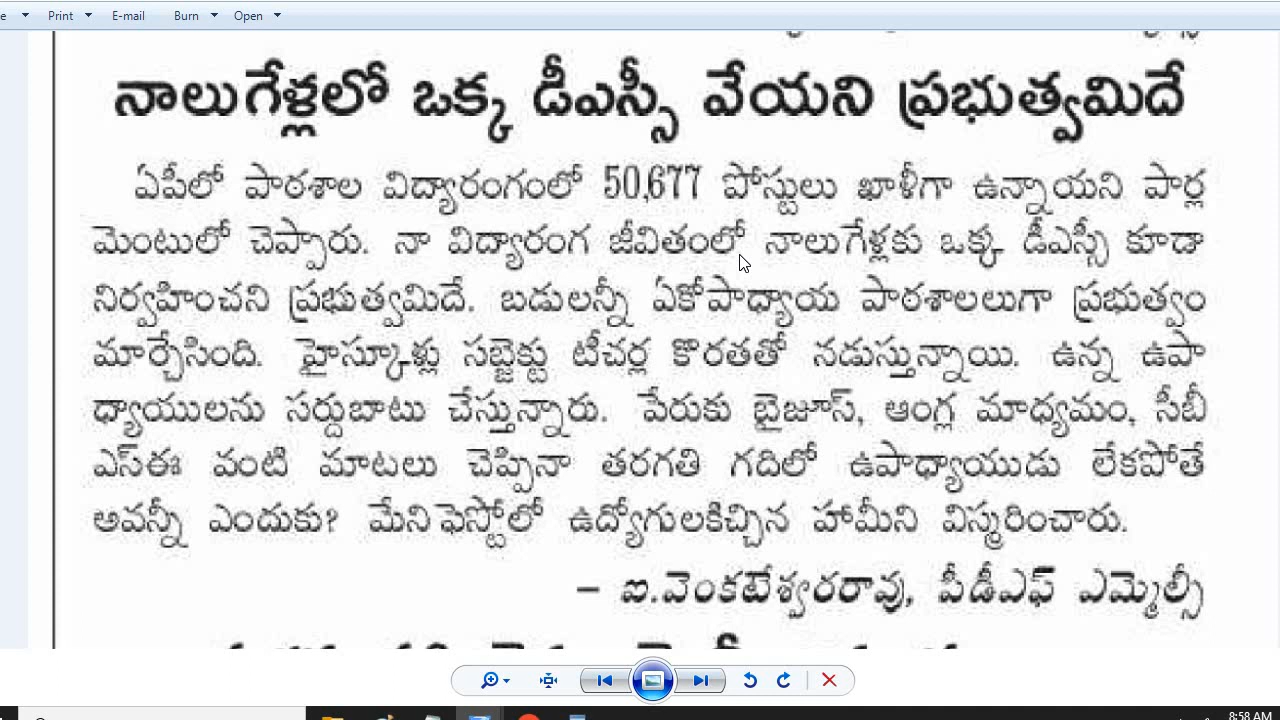 Print E-mail Burn Open
నాలుగేళ్లలో ఒక్క డీఎస్సీ వేయని ప్రభుత్వమిదే
ఏపీలో పాఠశాల విద్యారంగంలో 50,677 పోస్టులు ఖాళీగా ఉన్నాయని పార్ల
మెంటులో చెప్పారు. నా విద్యారంగ జీవితంలో నాలుగేళ్లకు ఒక్క డీఎస్సీ కూడా
నిర్వహించని ప్రభుత్వమిదే. బడులన్నీ ఏకోపాధ్యాయ పాఠశాలలుగా ప్రభుత్వం
మార్చేసింది. హైస్కూళ్లు సబ్జెక్టు టీచర్ల కొరతతో నడుస్తున్నాయి. ఉన్న ఉపా
ధ్యాయులను సర్దుబాటు చేస్తున్నారు. పేరుకు బైజూస్, ఆంగ్ల మాధ్యమం, సీబీ
ఎస్ఈ వంటి మాటలు చెప్పినా తరగతి గదిలో ఉపాధ్యాయుడు లేకపోతే
అవన్నీ ఎందుకు? మేనిఫెస్టోలో ఉద్యోగులకిచ్చిన హామీని విస్మరించారు.
– ఐ.వెంకటేశ్వరరావు, పీడీఎఫ్ ఎమ్మెల్సీ
8:58 AM